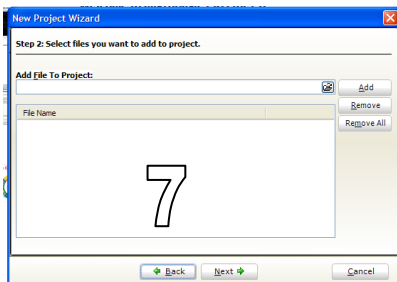 New Project Wizard
Step 2: Select files you want to add to project.
Add File To Project:
Add
Remove
File Name
Remove All
7
Back Next Cancel